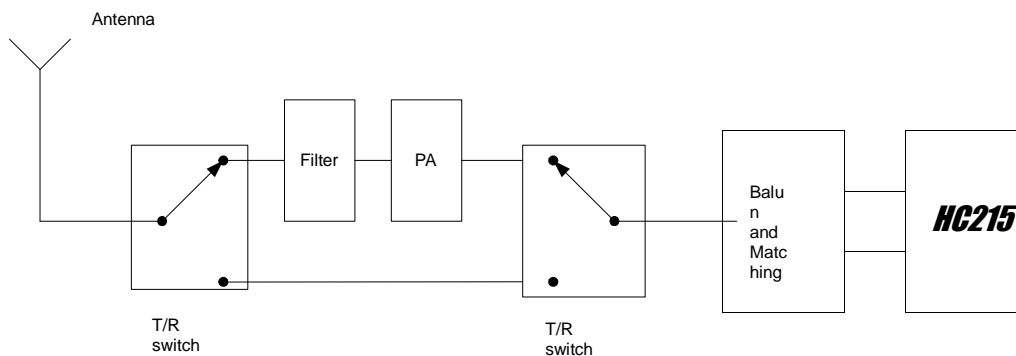 Antenna
Filter
PA
Balu
n
and
Matc
hing
HC215
T/R
switch
T/R
switch